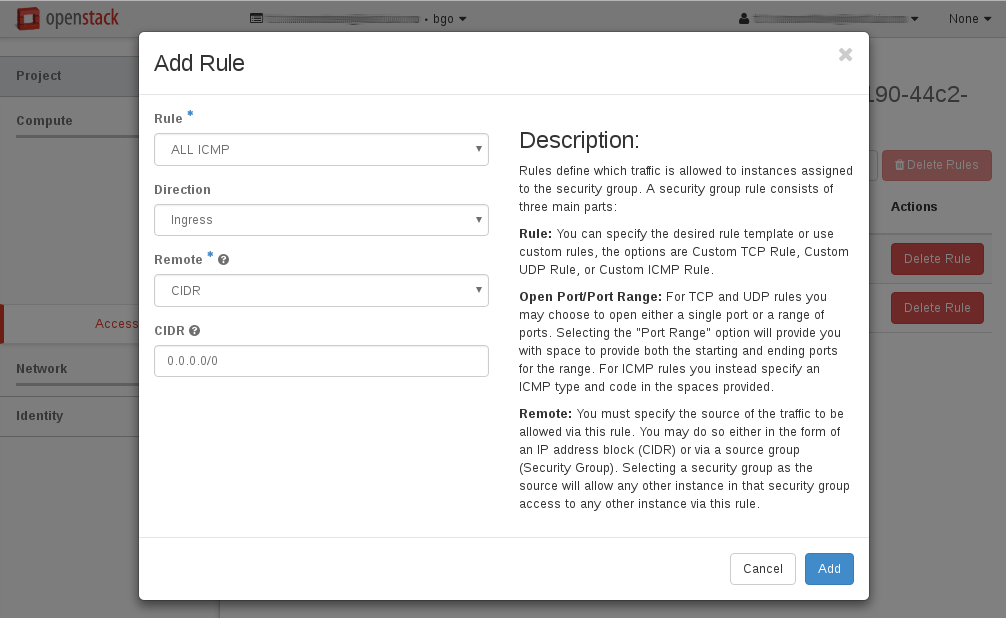 openstack
• bgo
None
Project
Compute
Access
Network
Identity
190-44c2-
Delete Rules
Actions
Delete Rule
Delete Rule
Add Rule
×
Rule *
ALL ICMP
Direction
Ingress
Remote * ?
CIDR
CIDR ?
0.0.0.0/0
Description:
Rules define which traffic is allowed to instances assigned
to the security group. A security group rule consists of
three main parts:
Rule: You can specify the desired rule template or use
custom rules, the options are Custom TCP Rule, Custom
UDP Rule, or Custom ICMP Rule.
Open Port/Port Range: For TCP and UDP rules you
may choose to open either a single port or a range of
ports. Selecting the "Port Range" option will provide you
with space to provide both the starting and ending ports
for the range. For ICMP rules you instead specify an
ICMP type and code in the spaces provided.
Remote: You must specify the source of the traffic to be
allowed via this rule. You may do so either in the form of
an IP address block (CIDR) or via a source group
(Security Group). Selecting a security group as the
source will allow any other instance in that security group
access to any other instance via this rule.
Cancel
Add